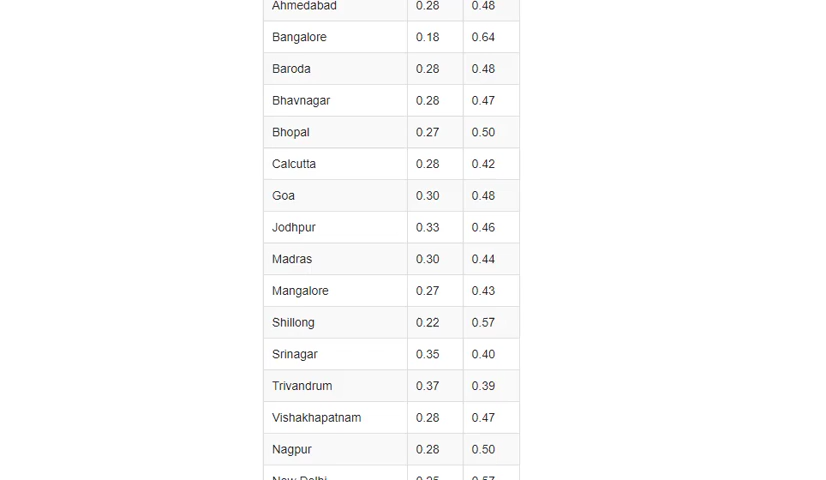 Ahmedabad 0.28 0.48
Bangalore 0.18 0.64
Baroda 0.28 0.48
Bhavnagar 0.28 0.47
Bhopal 0.27 0.50
Calcutta 0.28 0.42
Goa 0.30 0.48
Jodhpur 0.33 0.46
Madras 0.30 0.44
Mangalore 0.27 0.43
Shillong 0.22 0.57
Srinagar 0.35 0.40
Trivandrum 0.37 0.39
Vishakhapatnam 0.28 0.47
Nagpur 0.28 0.50
New Delhi 0.25 0.57